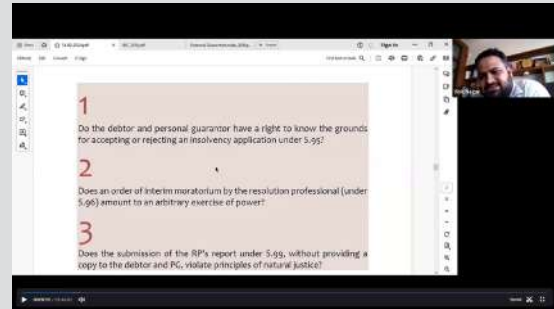 Sign in
1
Do the debtor and personal guarantor have a right to know the grounds
for accepting or rejecting an insolvency application under S.95?
2
Does an order of interim moratorium by the resolution professional (under
S.96) amount to an arbitrary exercise of power?
3
Does the submission of the RP's report under S.99, without providing a
copy to the debtor and PG, violate principles of natural justice?